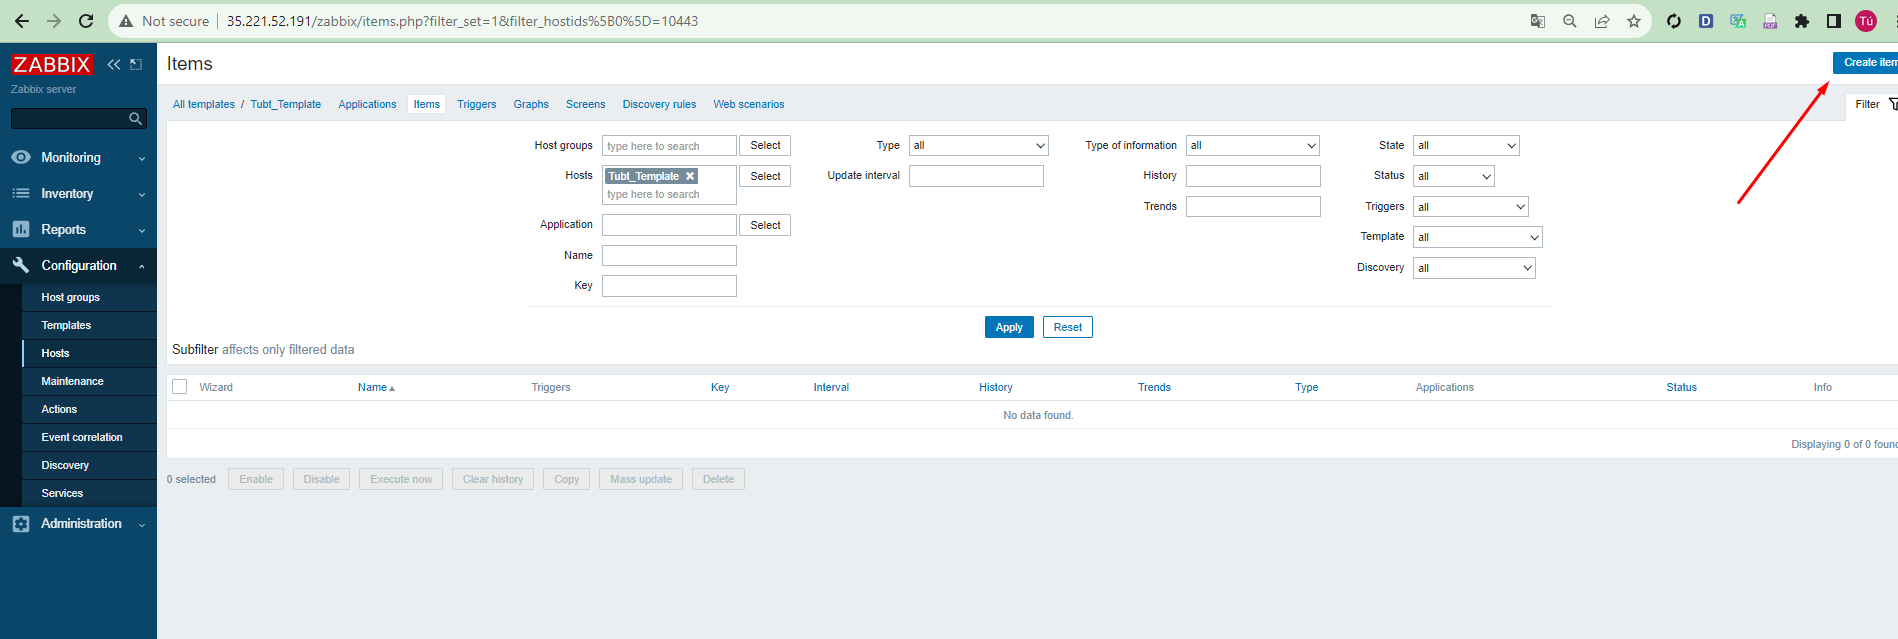 Not secure 35.221.52.191/zabbix/items.php?filter_set=1&filter_hostids%5B0%5D=10443
Tú
ZABBIX
Zabbix server
Monitoring
Inventory
Reports
Configuration
Host groups
Templates
Hosts
Maintenance
Actions
Event correlation
Discovery
Services
Administration
Items
Create item
All templates / Tubt_Template Applications Items Triggers Graphs Screens Discovery rules Web scenarios
Filter
Host groups type here to search Select Type all Type of information all State all
Hosts Tubt_Template Select Update interval History Status all
type here to search
Trends Triggers all
Application Select
Template all
Name
Discovery all
Key
Apply Reset
Subfilter affects only filtered data
Wizard Name Triggers Key Interval History Trends Type Applications Status Info
No data found.
Displaying 0 of 0 found
0 selected Enable Disable Execute now Clear history Copy Mass update Delete